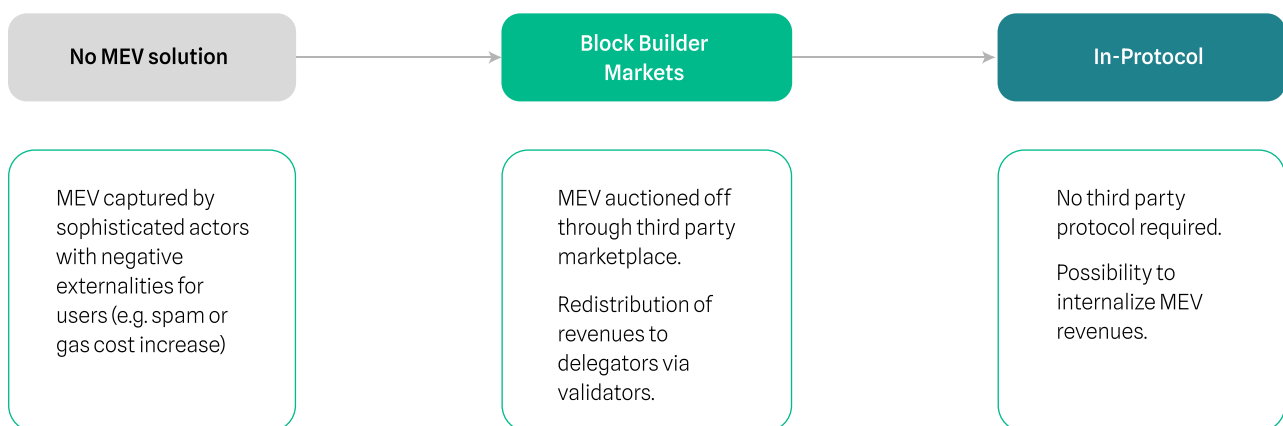 No MEV solution
Block Builder
Markets
In-Protocol
MEV captured by
sophisticated actors
with negative
externalities for
users (e.g. spam or
gas cost increase)
MEV auctioned off
through third party
marketplace.
Redistribution of
revenues to
delegators via
validators.
No third party
protocol required.
Possibility to
internalize MEV
revenues.